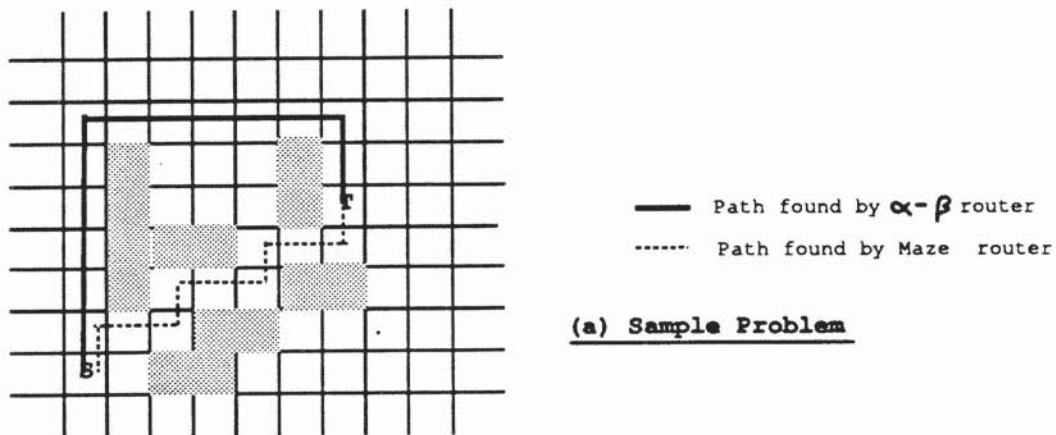 T
Path found by α-β router
Path found by Maze router
(a) Sample Problem
S